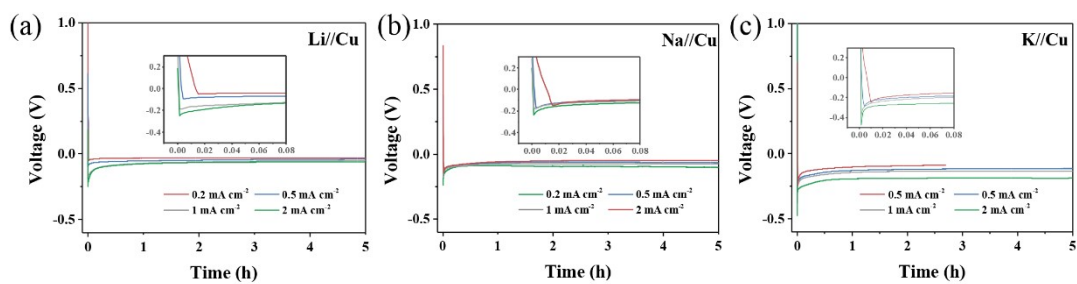 (a)
Li//Cu
Voltage (V)
1.0
0.5
0.0
-0.5
0.2
0.0
-0.2
-0.4
0.00 0.02 0.04 0.06 0.08
0.2 mA cm-2 0.5 mA cm-2
1 mA cm-2 2 mA cm-2
0 1 2 3 4 5
Time (h)
(b)
Na//Cu
Voltage (V)
1.0
0.5
0.0
-0.5
0.2
0.0
-0.2
-0.4
0.00 0.02 0.04 0.06 0.08
0.2 mA cm-2 0.5 mA cm-2
1 mA cm-2 2 mA cm-2
0 1 2 3 4 5
Time (h)
(c)
K//Cu
Voltage (V)
1.0
0.5
0.0
-0.5
0.2
0.0
-0.2
-0.4
0.00 0.02 0.04 0.06 0.08
0.5 mA cm-2 0.5 mA cm-2
1 mA cm-2 2 mA cm-2
0 1 2 3 4 5
Time (h)